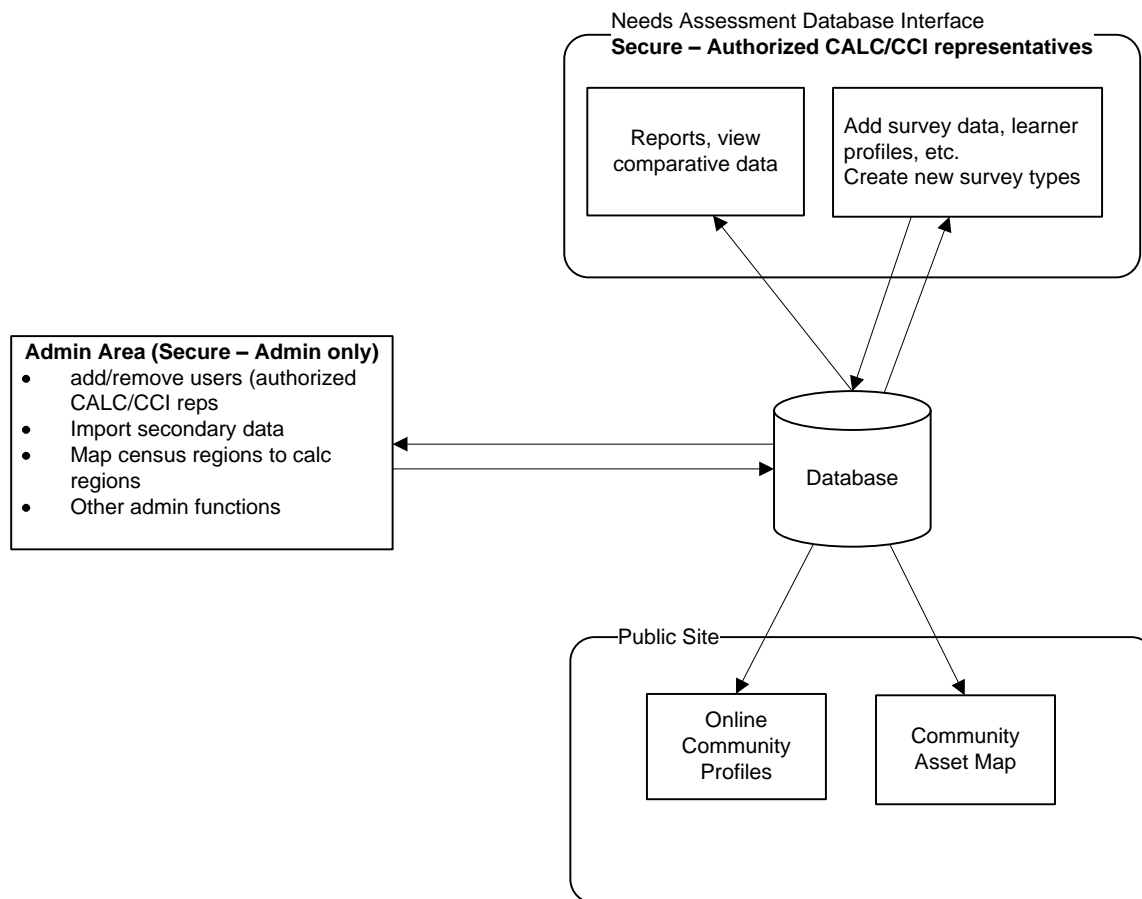 Needs Assessment Database Interface
Secure – Authorized CALC/CCI representatives
Reports, view
comparative data
Add survey data, learner
profiles, etc.
Create new survey types
Admin Area (Secure – Admin only)
• add/remove users (authorized
CALC/CCI reps
• Import secondary data
• Map census regions to calc
regions
• Other admin functions
Database
Public Site
Online
Community
Profiles
Community
Asset Map